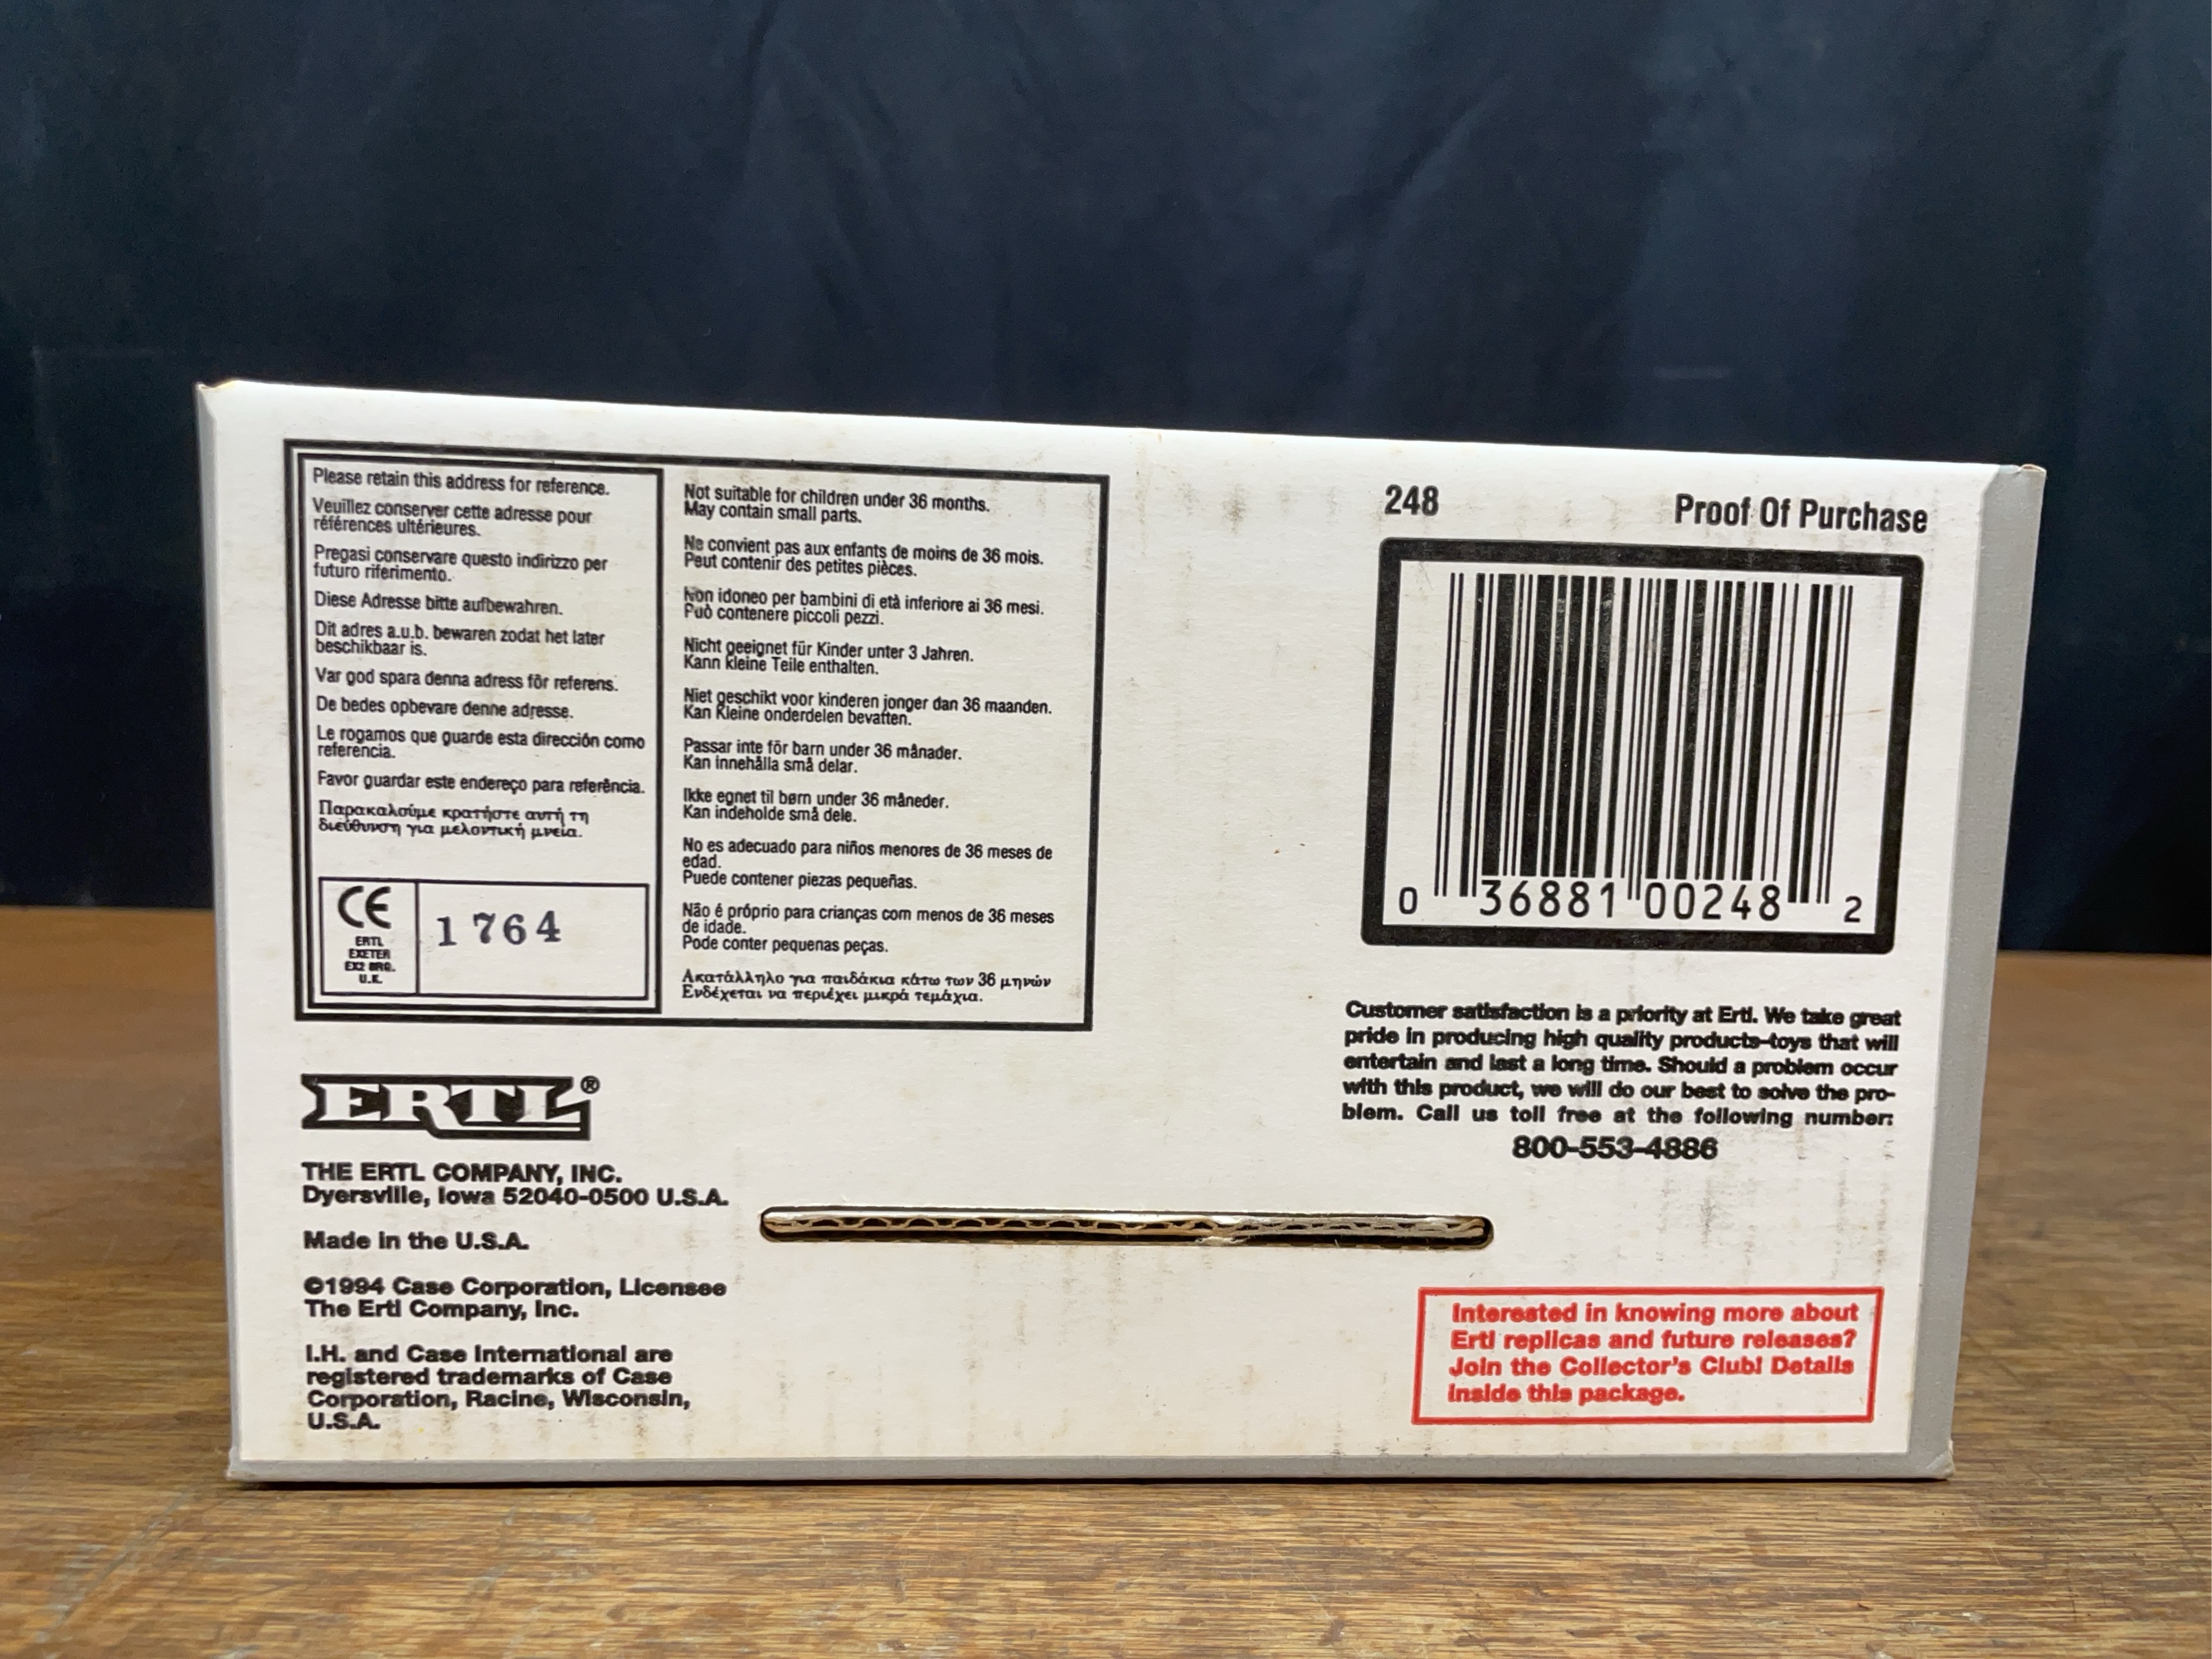 Please retain this address for reference.
Veuillez conserver cette adresse pour
références ultérieures.
Pregasi conservare questo indirizzo per
futuro riferimento.
Diese Adresse bitte aufbewahren.
Dit adres a.u.b. bewaren zodat het later
beschikbaar is.
Var god spara denna adress för referens.
De bedes opbevare denne adresse.
Le rogamos que guarde esta dirección como
referencia.
Favor guardar este endereço para referência.
Παρακαλούμε κρατήστε αυτή τη
διεύθυνση για μελοντική μνεία.
CE
ERTL
EXETER
EX2 8RQ.
U.K.
1764
Not suitable for children under 36 months.
May contain small parts.
Ne convient pas aux enfants de moins de 36 mois.
Peut contenir des petites pièces.
Non idoneo per bambini di età inferiore ai 36 mesi.
Può contenere piccoli pezzi.
Nicht geeignet für Kinder unter 3 Jahren.
Kann kleine Teile enthalten.
Niet geschikt voor kinderen jonger dan 36 maanden.
Kan Kleine onderdelen bevatten.
Passar inte för barn under 36 månader.
Kan innehålla små delar.
Ikke egnet til børn under 36 måneder.
Kan indeholde små dele.
No es adecuado para niños menores de 36 meses de
edad.
Puede contener piezas pequeñas.
Não é próprio para crianças com menos de 36 meses
de idade.
Pode conter pequenas peças.
Ακατάλληλο για παιδάκια κάτω των 36 μηνών
Ενδέχεται να περιέχει μικρά τεμάχια.
248 Proof Of Purchase
0 36881 00248 2
Customer satisfaction is a priority at Ertl. We take great
pride in producing high quality products-toys that will
entertain and last a long time. Should a problem occur
with this product, we will do our best to solve the pro-
blem. Call us toll free at the following number:
800-553-4886
ERTL®
THE ERTL COMPANY, INC.
Dyersville, Iowa 52040-0500 U.S.A.
Made in the U.S.A.
©1994 Case Corporation, Licensee
The Ertl Company, Inc.
I.H. and Case International are
registered trademarks of Case
Corporation, Racine, Wisconsin,
U.S.A.
Interested in knowing more about
Ertl replicas and future releases?
Join the Collector's Club! Details
inside this package.